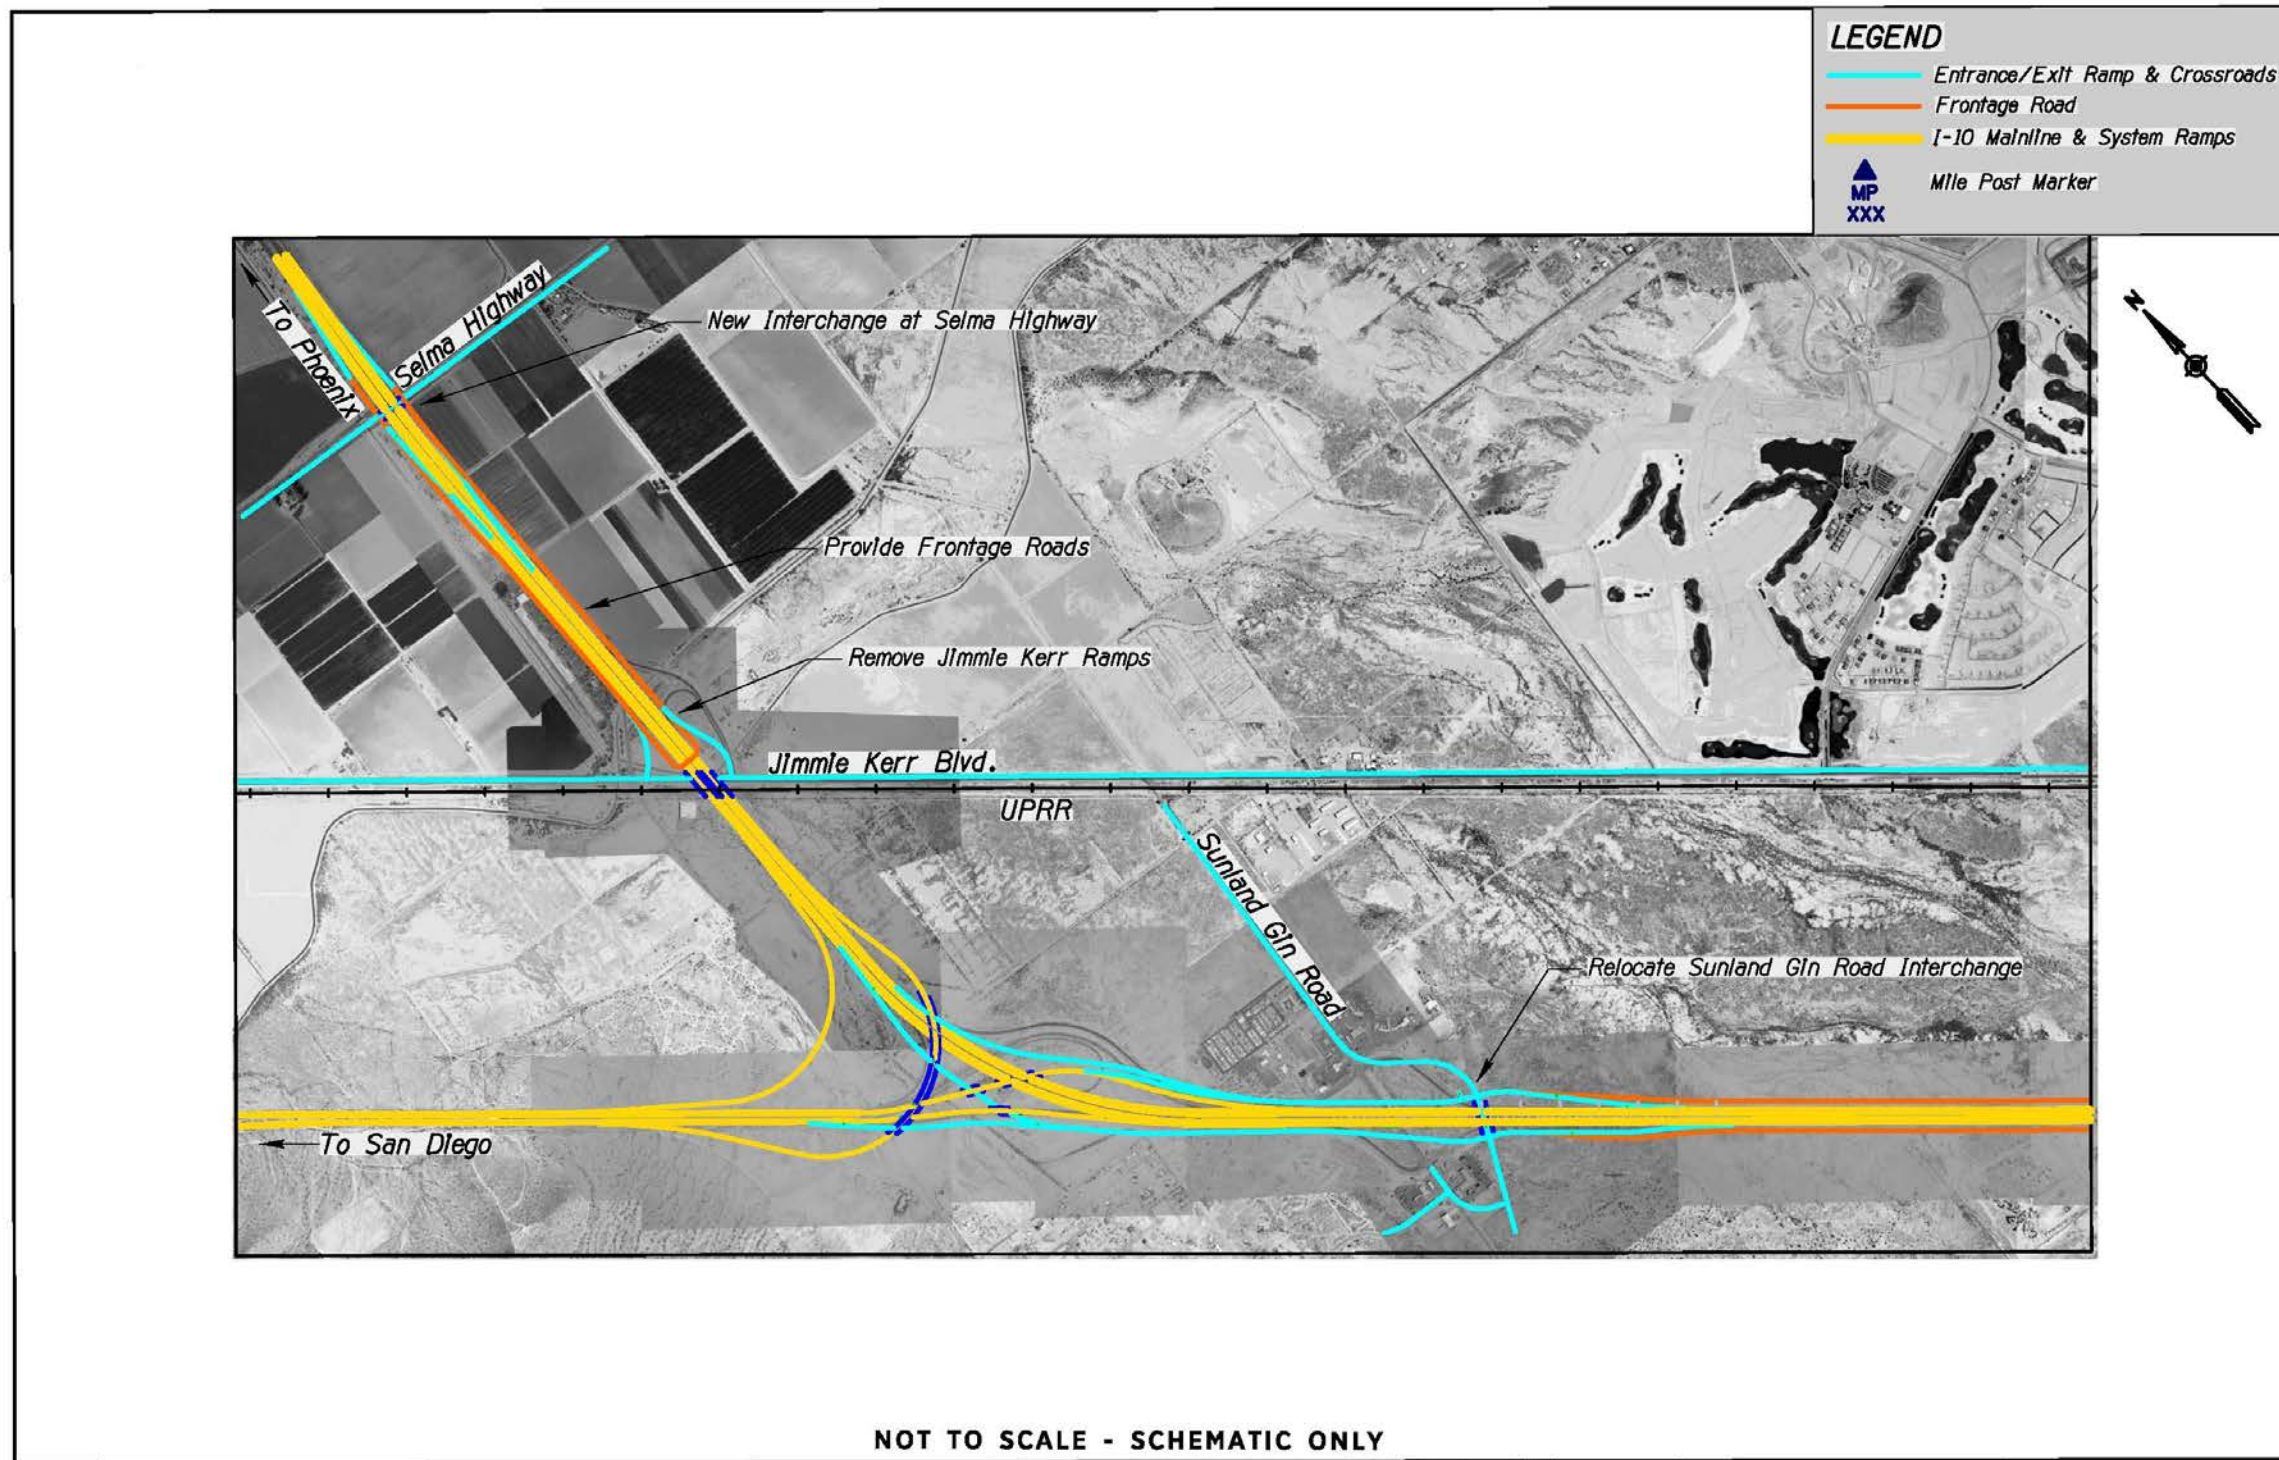 LEGEND
Entrance/Exit Ramp & Crossroads
Frontage Road
I-10 Mainline & System Ramps
MP
XXX
Mile Post Marker
N
To Phoenix
Selma Highway
New Interchange at Selma Highway
Provide Frontage Roads
Remove Jimmie Kerr Ramps
Jimmie Kerr Blvd.
UPRR
Sunland Gin Road
Relocate Sunland Gin Road Interchange
To San Diego
NOT TO SCALE - SCHEMATIC ONLY